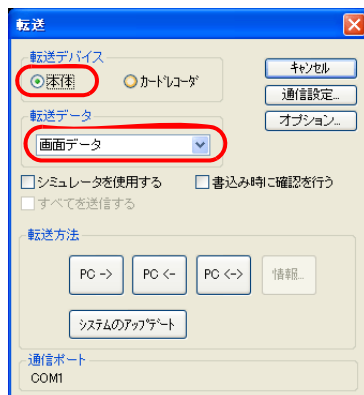 転送
転送デバイス
本体 カードレコーダ
キャンセル
通信設定...
オプション...
転送データ
画面データ
シミュレータを使用する 書込み時に確認を行う
すべてを送信する
転送方法
PC -> PC <- PC <-> 情報...
システムのアップデート
通信ポート
COM1